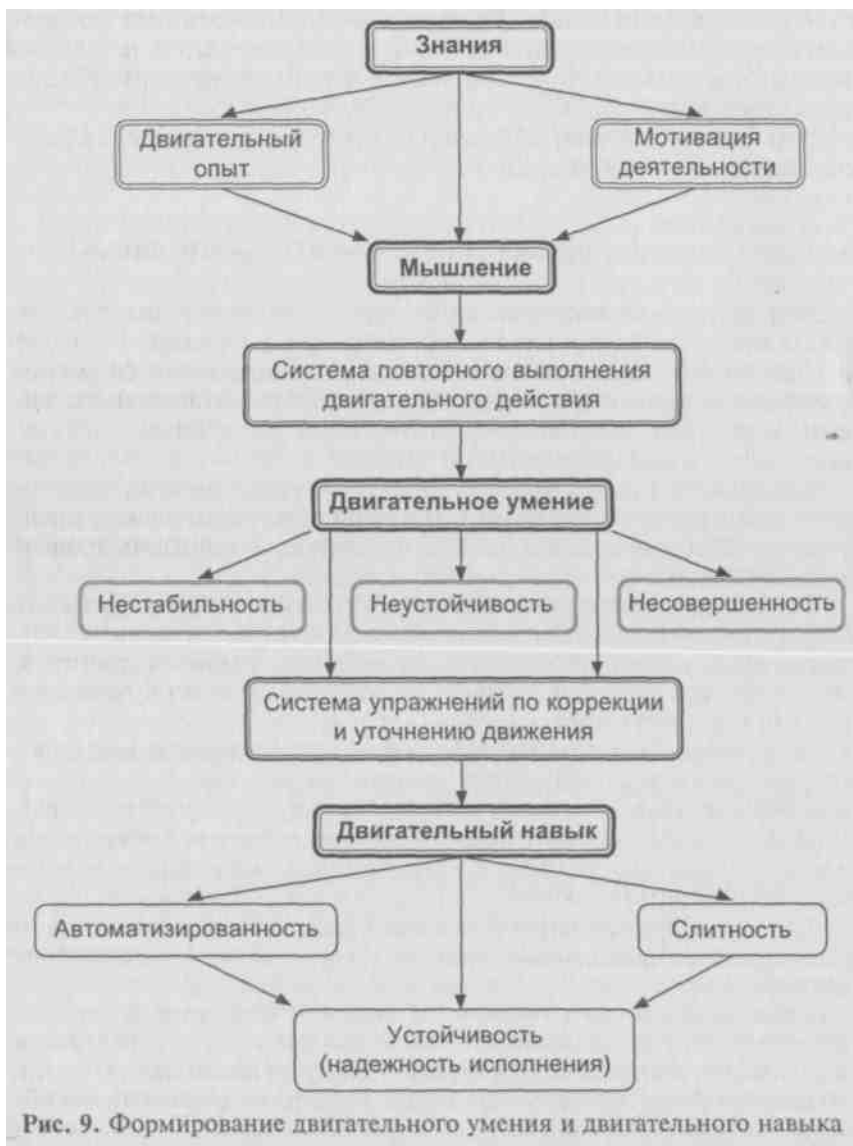 Знания
Двигательный
опыт
Мотивация
деятельности
Мышление
Система повторного выполнения
двигательного действия
Двигательное умение
Нестабильность
Неустойчивость
Несовершенность
Система упражнений по коррекции
и уточнению движения
Двигательный навык
Автоматизированность
Слитность
Устойчивость
(надежность исполнения)
Рис. 9. Формирование двигательного умения и двигательного навыка